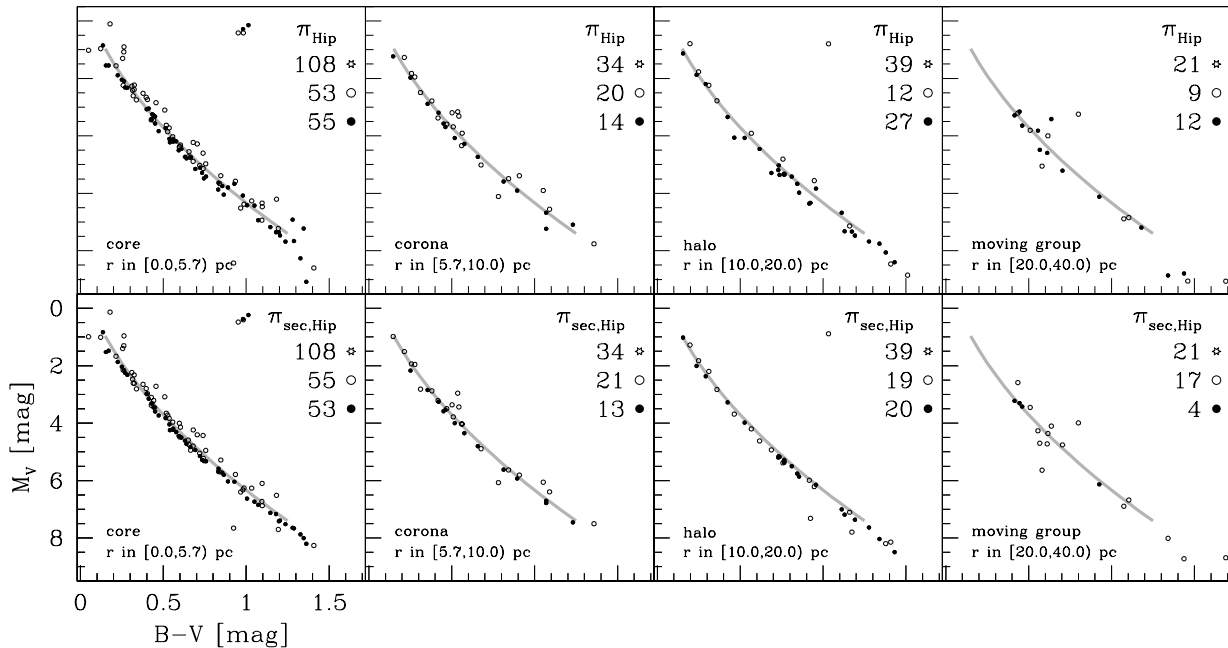 π_Hip
108 ✡
53 ○
55 ●
core
r in [0.0,5.7) pc
π_Hip
34 ✡
20 ○
14 ●
corona
r in [5.7,10.0) pc
π_Hip
39 ✡
12 ○
27 ●
halo
r in [10.0,20.0) pc
π_Hip
21 ✡
9 ○
12 ●
moving group
r in [20.0,40.0) pc
0
2
4
6
8
M_V [mag]
π_sec,Hip
108 ✡
55 ○
53 ●
core
r in [0.0,5.7) pc
π_sec,Hip
34 ✡
21 ○
13 ●
corona
r in [5.7,10.0) pc
π_sec,Hip
39 ✡
19 ○
20 ●
halo
r in [10.0,20.0) pc
π_sec,Hip
21 ✡
17 ○
4 ●
moving group
r in [20.0,40.0) pc
0 0.5 1 1.5
B−V [mag]